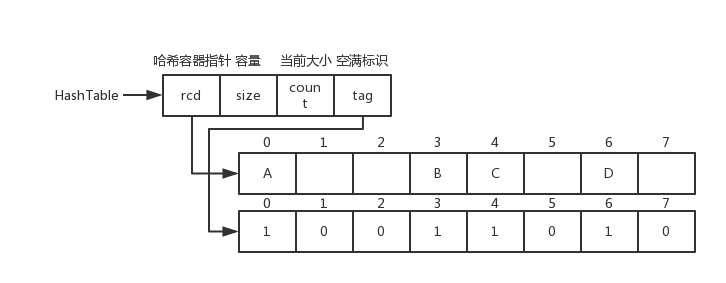 哈希容器指针 容量 当前大小 空满标识
HashTable rcd size coun
t tag
0 1 2 3 4 5 6 7
A B C D
0 1 2 3 4 5 6 7
1 0 0 1 1 0 1 0